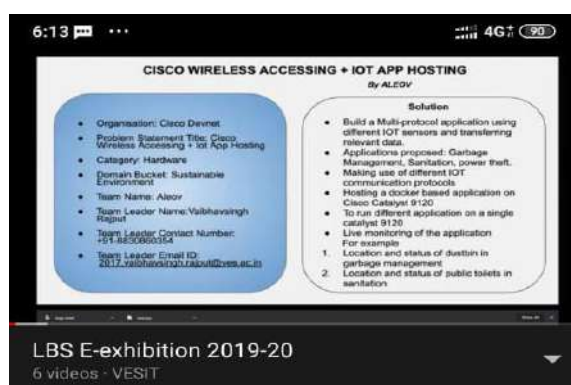 6:13 ...
4G 90
CISCO WIRELESS ACCESSING + IOT APP HOSTING
By ALEOV
• Organisation: Cisco Devnet
• Problem Statement Title: Cisco
Wireless Accessing + Iot App Hosting
• Category: Hardware
• Domain Bucket: Sustainable
Environment
• Team Name: Aleov
• Team Leader Name:Vaibhavsingh
Rajput
• Team Leader Contact Number:
• Team Leader Email ID:
2017.vaibhavsingh.rajput@ves.ac.in
Solution
• Build a Multi-protocol application using
different IOT sensors and transferring
relevant data.
• Applications proposed: Garbage
Management, Sanitation, power theft.
• Making use of different IOT
communication protocols
• Hosting a docker based application on
Cisco Catalyst 9120
• To run different application on a single
catalyst 9120
• Live monitoring of the application
For example
1. Location and status of dustbin in
garbage management
2. Location and status of public toilets in
sanitation
LBS E-exhibition 2019-20
6 videos · VESIT